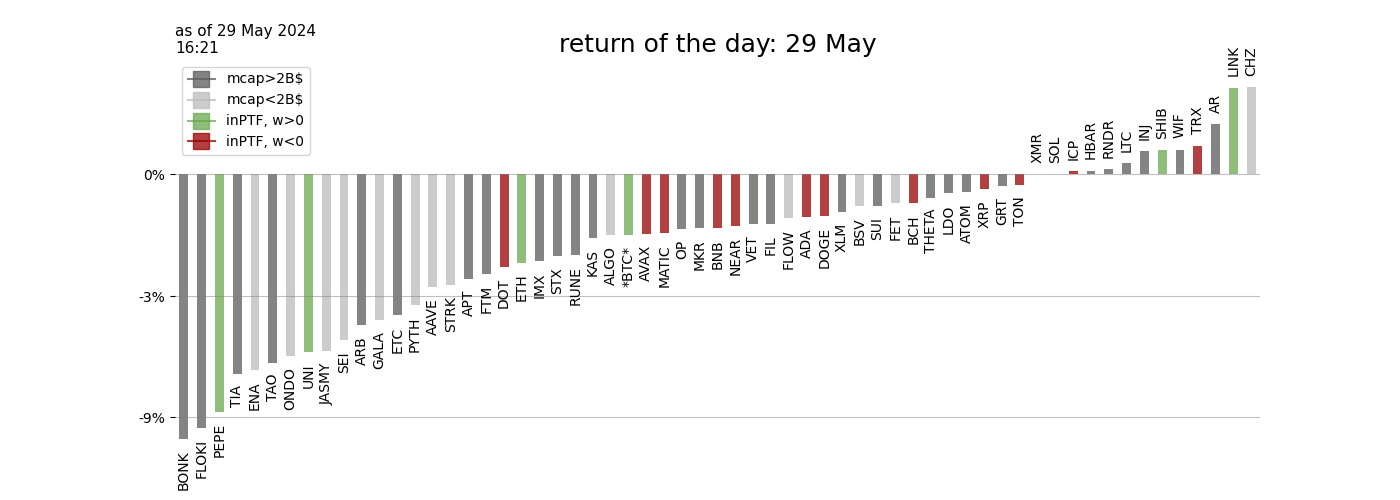 as of 29 May 2024
16:21
return of the day: 29 May
mcap>2B$
mcap<2B$
inPTF, w>0
inPTF, w<0
0%
-3%
-9%
BONK
FLOKI
PEPE
TIA
ENA
TAO
ONDO
UNI
JASMY
SEI
ARB
GALA
ETC
PYTH
AAVE
STRK
APT
FTM
DOT
ETH
IMX
STX
RUNE
KAS
ALGO
*BTC*
AVAX
MATIC
OP
MKR
BNB
NEAR
VET
FIL
FLOW
ADA
DOGE
XLM
BSV
SUI
FET
BCH
THETA
LDO
ATOM
XRP
GRT
TON
XMR
SOL
ICP
HBAR
RNDR
LTC
INJ
SHIB
WIF
TRX
AR
LINK
CHZ